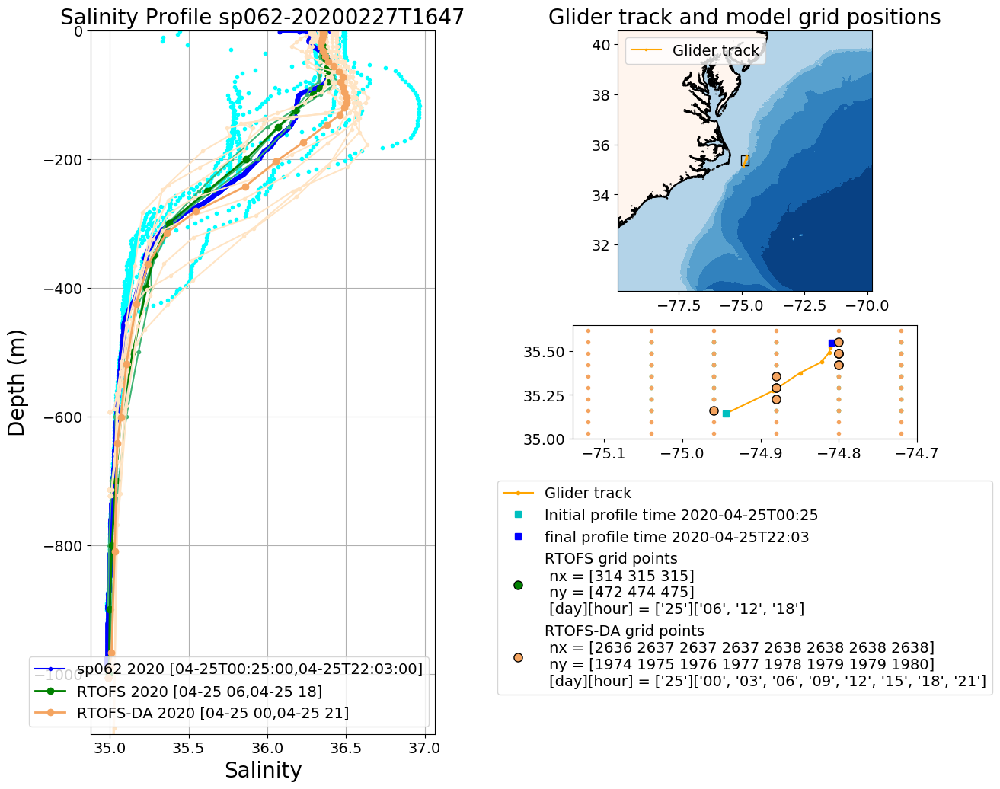 Salinity Profile sp062-20200227T1647
0
−200
−400
−600
−800
−1000
Depth (m)
35.0 35.5 36.0 36.5 37.0
Salinity
sp062 2020 [04-25T00:25:00,04-25T22:03:00]
RTOFS 2020 [04-25 06,04-25 18]
RTOFS-DA 2020 [04-25 00,04-25 21]
Glider track and model grid positions
Glider track
40
38
36
34
32
−77.5 −75.0 −72.5 −70.0
35.50
35.25
35.00
−75.1 −75.0 −74.9 −74.8 −74.7
Glider track
Initial profile time 2020-04-25T00:25
final profile time 2020-04-25T22:03
RTOFS grid points
nx = [314 315 315]
ny = [472 474 475]
[day][hour] = ['25']['06', '12', '18']
RTOFS-DA grid points
nx = [2636 2637 2637 2637 2638 2638 2638 2638]
ny = [1974 1975 1976 1977 1978 1979 1979 1980]
[day][hour] = ['25']['00', '03', '06', '09', '12', '15', '18', '21']